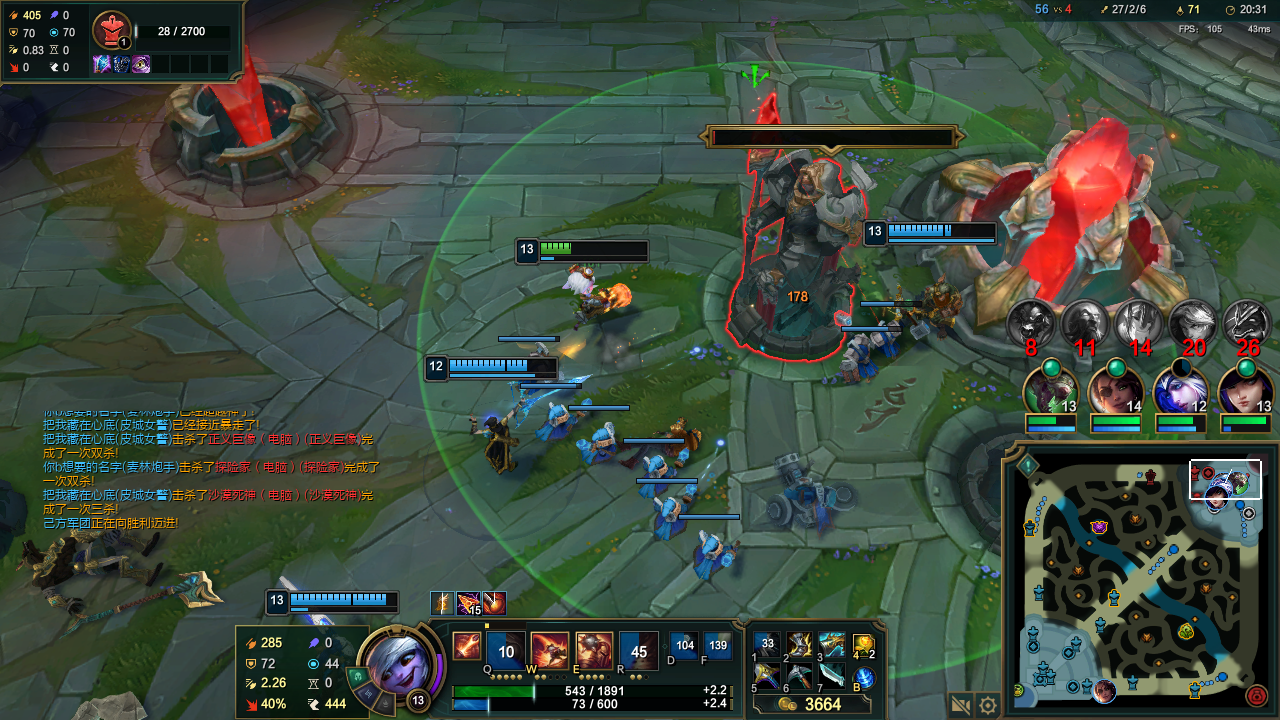 405 0
70 70
0.83 0
0 0
1
28 / 2700
56 vs 4 27/2/6 71 20:31
FPS: 105 43ms
13
13
178
12
8 11 14 20 26
13 14 12 13
把我藏在心底(皮城女警)已经接近暴走了!
把我藏在心底(皮城女警)击杀了正义巨像（电脑）(正义巨像)完
成了一次双杀!
你b想要的名字(麦林炮手)击杀了探险家（电脑）(探险家)完成了
一次双杀!
把我藏在心底(皮城女警)击杀了沙漠死神（电脑）(沙漠死神)完
成了一次三杀!
己方军团正在向胜利迈进!
13
15
285 0
72 44
2.26 0
40% 444
13
10 45 104 139
Q W E R D F
543 / 1891 +2.2
73 / 600 +2.4
33
1 2 3 4 2
5 6 7 B
3664